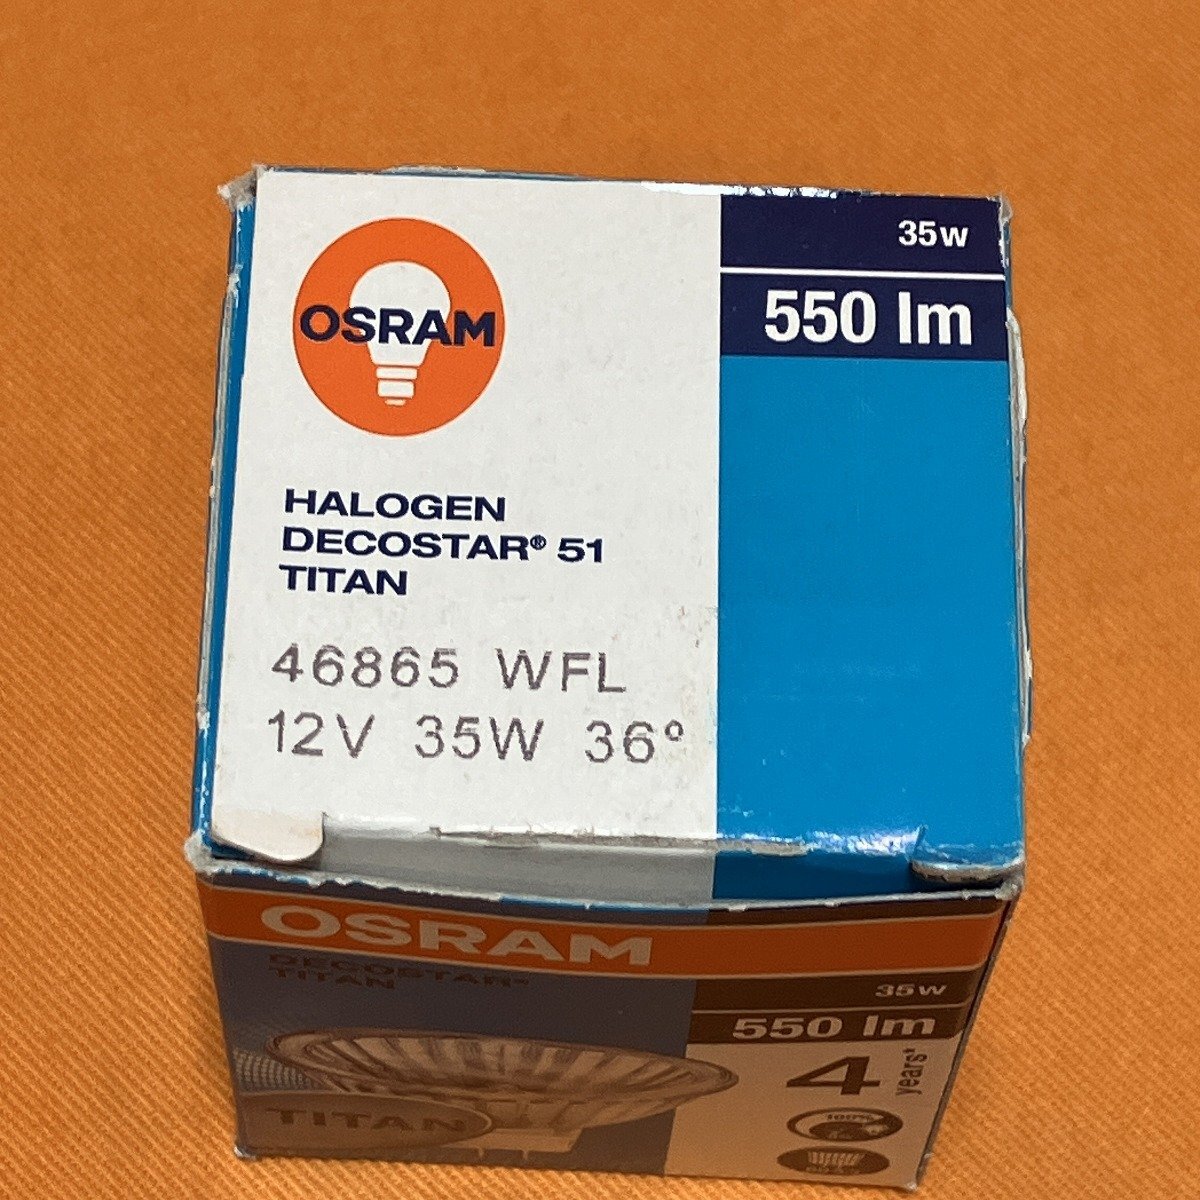 35W
550 lm
OSRAM
HALOGEN
DECOSTAR® 51
TITAN
46865 WFL
12V 35W 36°
OSRAM
DECOSTAR®
TITAN
35W
550 lm
4 years*
TITAN
100%